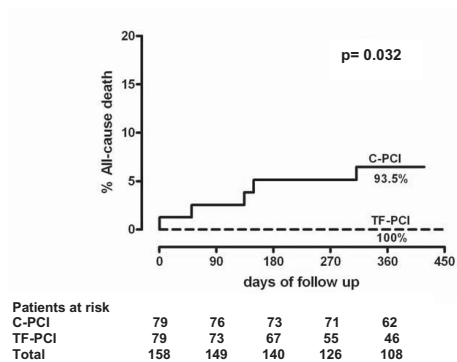 20
p= 0.032
15
% All-cause death
10
C-PCI
5
93.5%
TF-PCI
0
100%
0 90 180 270 360 450
days of follow up
Patients at risk
C-PCI 79 76 73 71 62
TF-PCI 79 73 67 55 46
Total 158 149 140 126 108